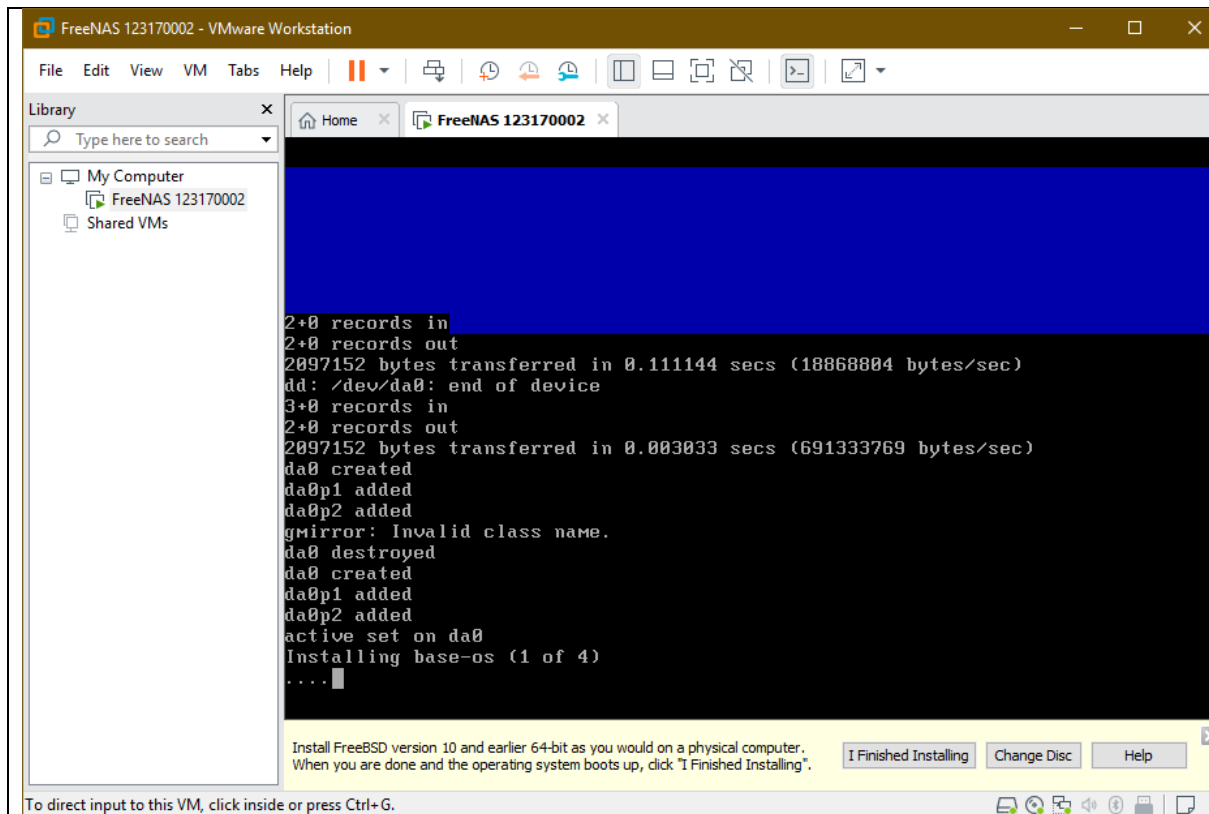 FreeNAS 123170002 - VMware Workstation
File Edit View VM Tabs Help
Library
Type here to search
My Computer
FreeNAS 123170002
Shared VMs
Home
FreeNAS 123170002
2+0 records in
2+0 records out
2097152 bytes transferred in 0.111144 secs (18868804 bytes/sec)
dd: /dev/da0: end of device
3+0 records in
2+0 records out
2097152 bytes transferred in 0.003033 secs (691333769 bytes/sec)
da0 created
da0p1 added
da0p2 added
gmirror: Invalid class name.
da0 destroyed
da0 created
da0p1 added
da0p2 added
active set on da0
Installing base-os (1 of 4)
....
Install FreeBSD version 10 and earlier 64-bit as you would on a physical computer.
When you are done and the operating system boots up, click "I Finished Installing".
I Finished Installing
Change Disc
Help
To direct input to this VM, click inside or press Ctrl+G.